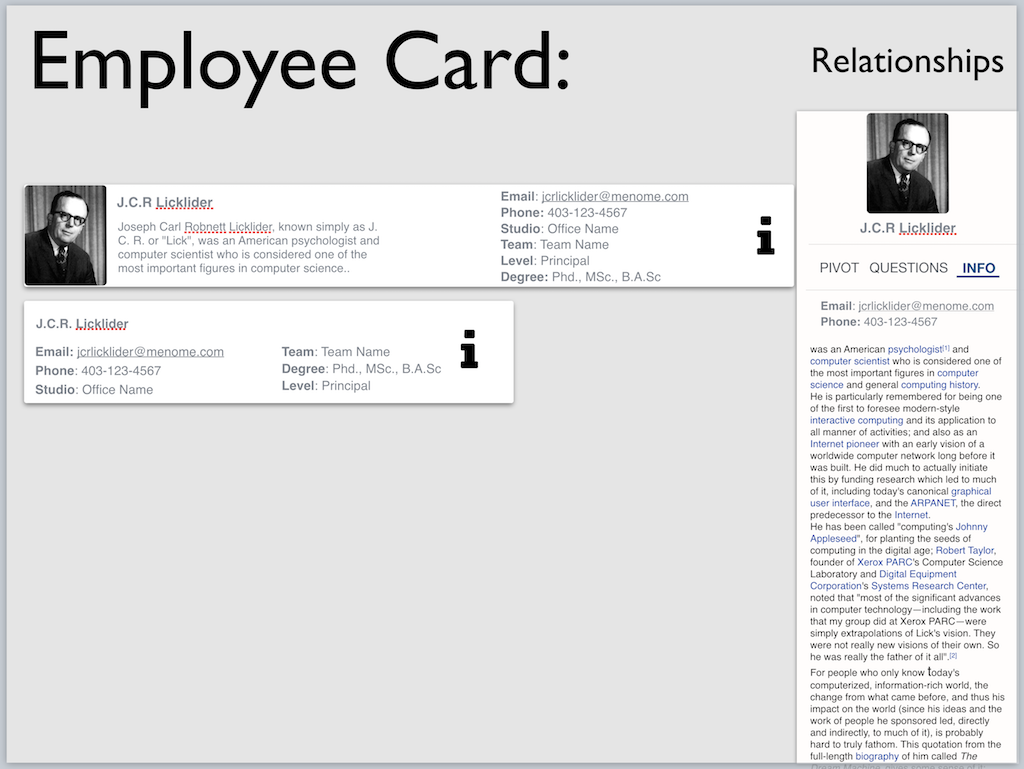 Employee Card:
Relationships
J.C.R Licklider
Joseph Carl Robnett Licklider, known simply as J.
C. R. or "Lick", was an American psychologist and
computer scientist who is considered one of the
most important figures in computer science..
Email: jcrlicklider@menome.com
Phone: 403-123-4567
Studio: Office Name
Team: Team Name
Level: Principal
Degree: Phd., MSc., B.A.Sc
i
J.C.R. Licklider
Email: jcrlicklider@menome.com
Phone: 403-123-4567
Studio: Office Name
Team: Team Name
Degree: Phd., MSc., B.A.Sc
Level: Principal
i
J.C.R Licklider
PIVOT QUESTIONS INFO
Email: jcrlicklider@menome.com
Phone: 403-123-4567
was an American psychologist[1] and
computer scientist who is considered one of
the most important figures in computer
science and general computing history.
He is particularly remembered for being one
of the first to foresee modern-style
interactive computing and its application to
all manner of activities; and also as an
Internet pioneer with an early vision of a
worldwide computer network long before it
was built. He did much to actually initiate
this by funding research which led to much
of it, including today's canonical graphical
user interface, and the ARPANET, the direct
predecessor to the Internet.
He has been called "computing's Johnny
Appleseed", for planting the seeds of
computing in the digital age; Robert Taylor,
founder of Xerox PARC's Computer Science
Laboratory and Digital Equipment
Corporation's Systems Research Center,
noted that "most of the significant advances
in computer technology—including the work
that my group did at Xerox PARC—were
simply extrapolations of Lick's vision. They
were not really new visions of their own. So
he was really the father of it all".[2]
For people who only know today's
computerized, information-rich world, the
change from what came before, and thus his
impact on the world (since his ideas and the
work of people he sponsored led, directly
and indirectly, to much of it), is probably
hard to truly fathom. This quotation from the
full-length biography of him called The
Dream Machine, gives some sense of it: